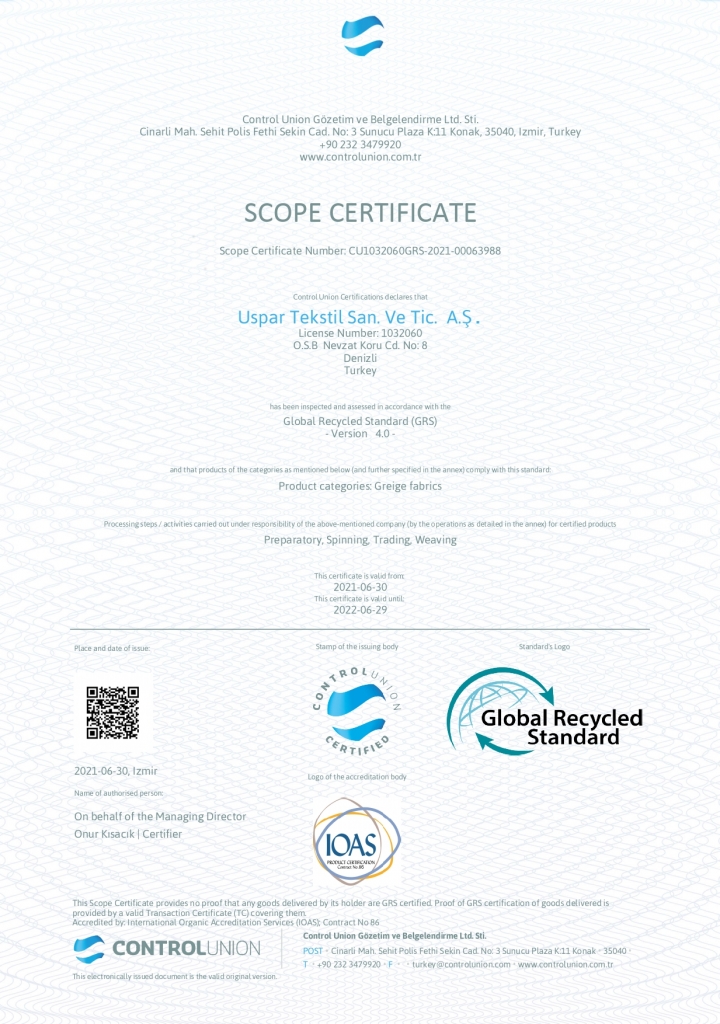 Control Union Gözetim ve Belgelendirme Ltd. Sti.
Cinarli Mah. Sehit Polis Fethi Sekin Cad. No: 3 Sunucu Plaza K:11 Konak, 35040, Izmir, Turkey
+90 232 3479920
www.controlunion.com.tr
SCOPE CERTIFICATE
Scope Certificate Number: CU1032060GRS-2021-00063988
Control Union Certifications declares that
Uspar Tekstil San. Ve Tic. A.Ş.
License Number: 1032060
O.S.B Nevzat Koru Cd. No: 8
Denizli
Turkey
has been inspected and assessed in accordance with the
Global Recycled Standard (GRS)
- Version 4.0 -
and that products of the categories as mentioned below (and further specified in the annex) comply with this standard:
Product categories: Greige fabrics
Processing steps / activities carried out under responsibility of the above-mentioned company (by the operations as detailed in the annex) for certified products
Preparatory, Spinning, Trading, Weaving
This certificate is valid from:
2021-06-30
This certificate is valid until:
2022-06-29
Place and date of issue:
Stamp of the issuing body
Standard's Logo
CONTROLUNION
CERTIFIED
Global Recycled
Standard
2021-06-30, Izmir
Logo of the accreditation body
Name of authorised person:
On behalf of the Managing Director
Onur Kısacık | Certifier
IOAS
PRODUCT CERTIFICATION
Contract No 86
This Scope Certificate provides no proof that any goods delivered by its holder are GRS certified. Proof of GRS certification of goods delivered is
provided by a valid Transaction Certificate (TC) covering them.
Accredited by: International Organic Accreditation Services (IOAS); Contract No 86
CONTROLUNION
Control Union Gözetim ve Belgelendirme Ltd. Sti.
POST · Cinarli Mah. Sehit Polis Fethi Sekin Cad. No: 3 Sunucu Plaza K:11 Konak · 35040 ·
T · +90 232 3479920 · F · · turkey@controlunion.com · www.controlunion.com.tr
This electronically issued document is the valid original version.